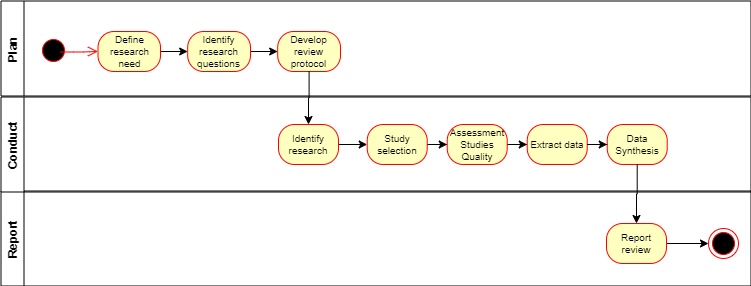 Plan
Define
research
need
Identify
research
questions
Develop
review
protocol
Conduct
Identify
research
Study
selection
Assessment
Studies
Quality
Extract data
Data
Synthesis
Report
Report
review